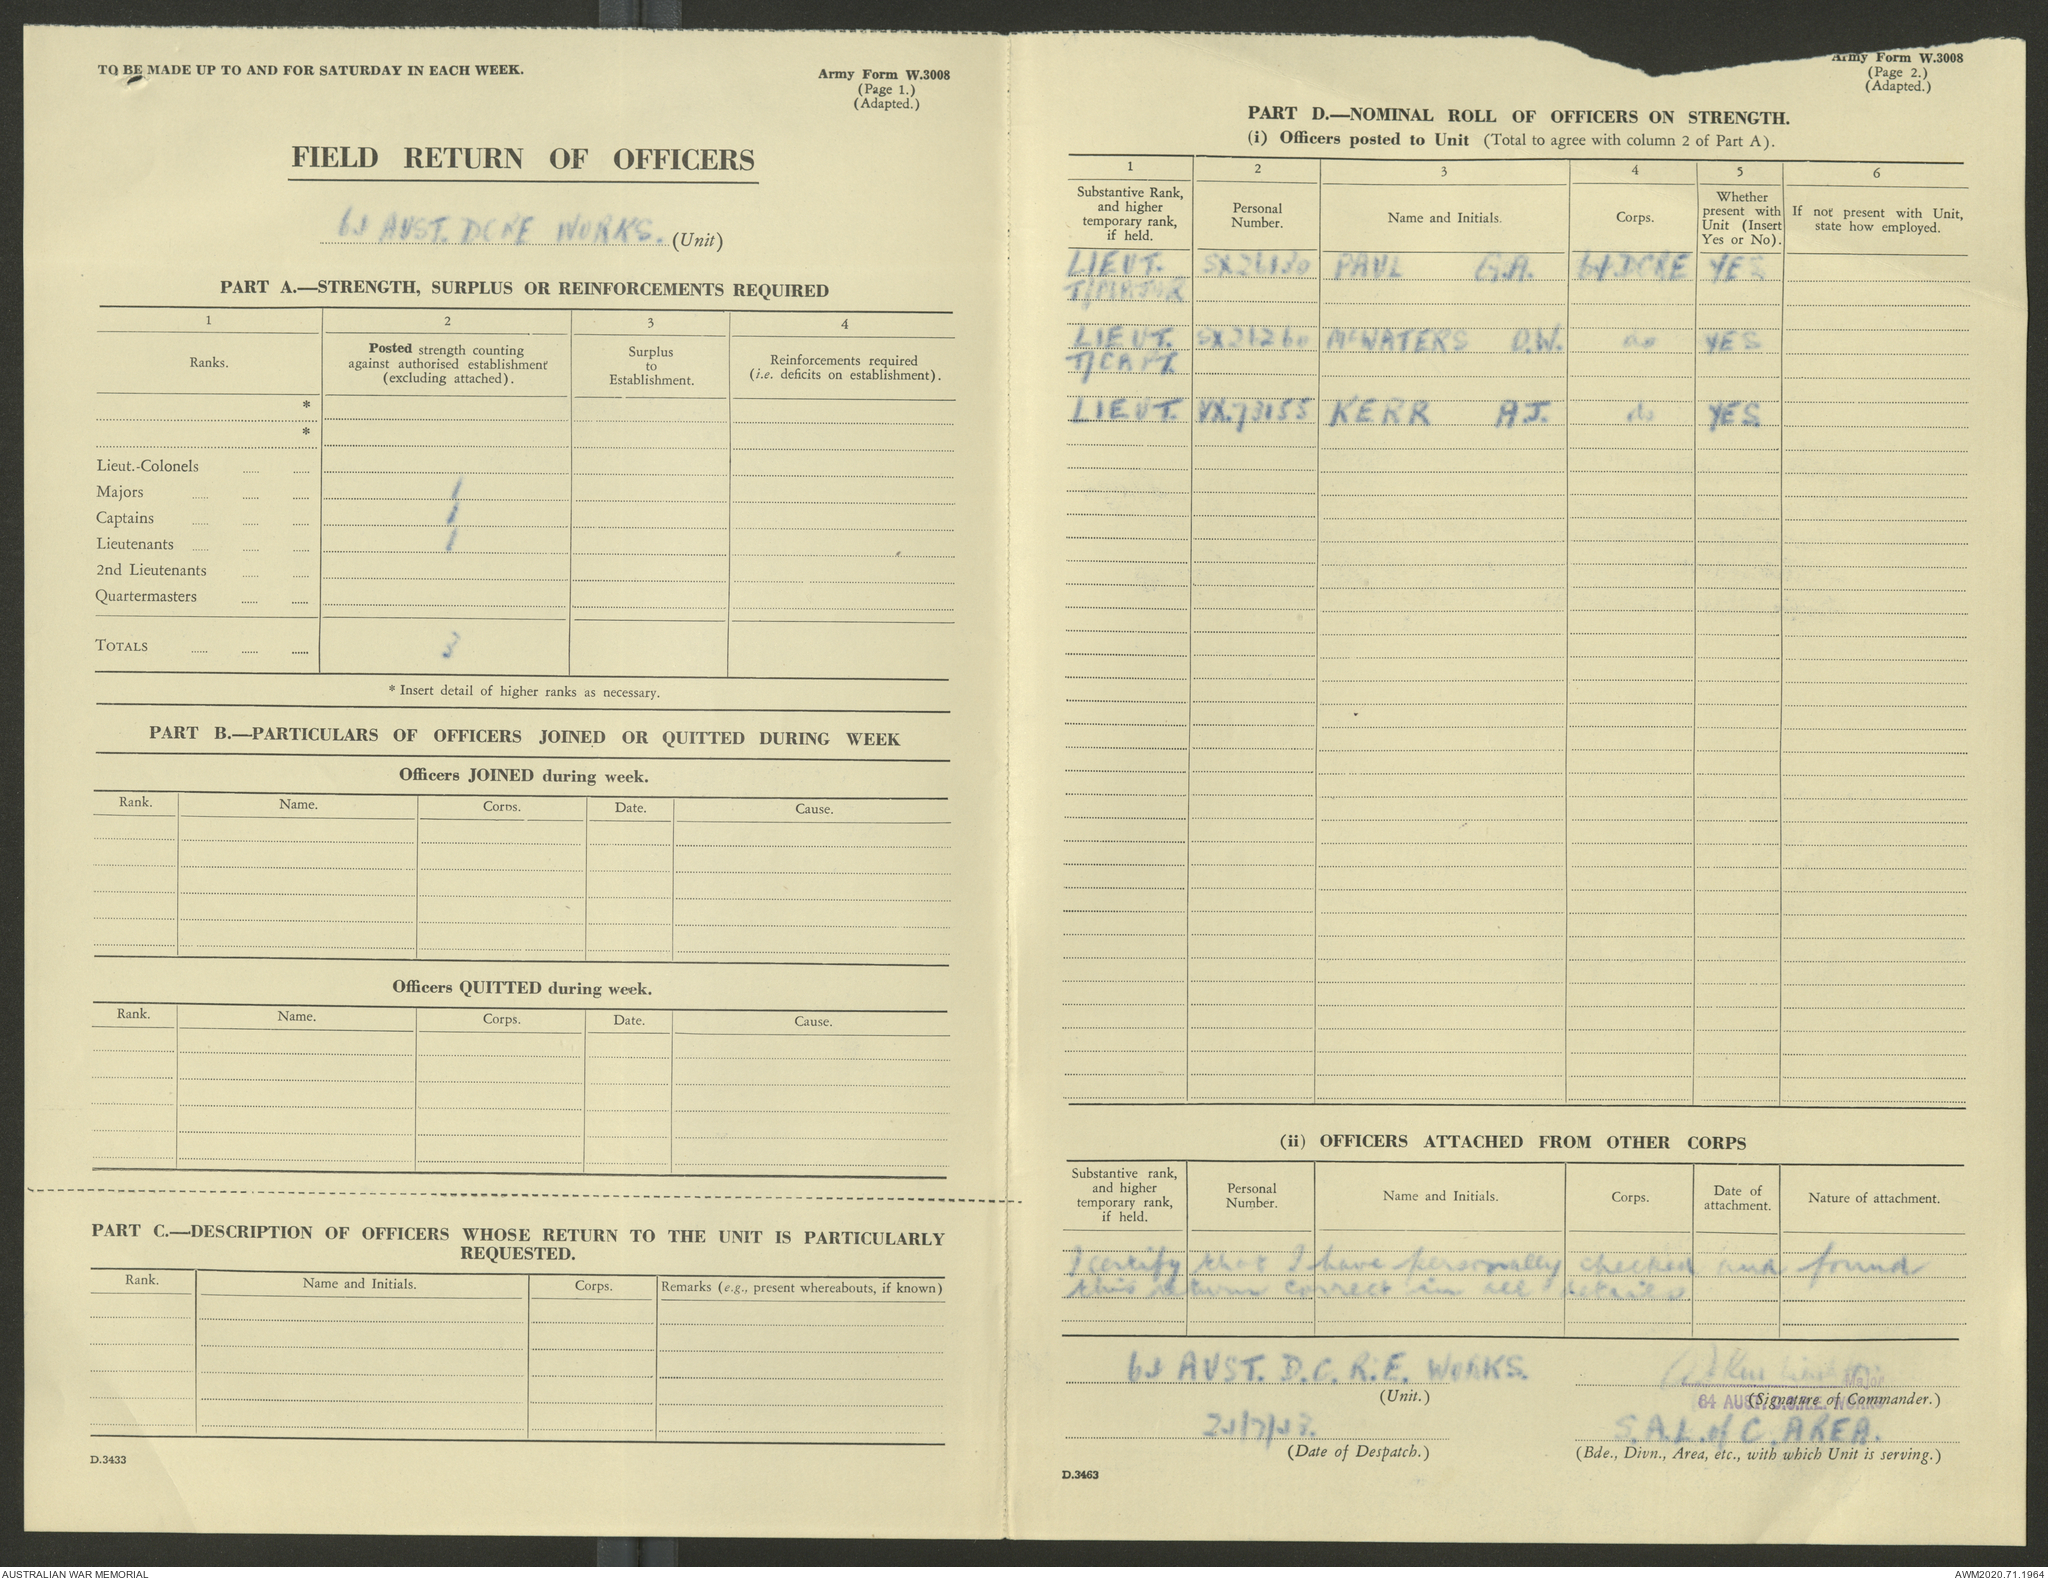 TO BE MADE UP TO AND FOR SATURDAY IN EACH WEEK.
Army Form W.3008
(Page 1.)
(Adapted.)
FIELD RETURN OF OFFICERS
64 AUST. DCRE WORKS. (Unit)
PART A.—STRENGTH, SURPLUS OR REINFORCEMENTS REQUIRED
1 2 3 4
Ranks.
Posted strength counting
against authorised establishment
(excluding attached).
Surplus
to
Establishment.
Reinforcements required
(i.e. deficits on establishment).
*
*
Lieut.-Colonels
Majors 1
Captains 1
Lieutenants 1
2nd Lieutenants
Quartermasters
TOTALS 3
* Insert detail of higher ranks as necessary.
PART B.—PARTICULARS OF OFFICERS JOINED OR QUITTED DURING WEEK
Officers JOINED during week.
Rank. Name. Corps. Date. Cause.
Officers QUITTED during week.
Rank. Name. Corps. Date. Cause.
PART C.—DESCRIPTION OF OFFICERS WHOSE RETURN TO THE UNIT IS PARTICULARLY
REQUESTED.
Rank. Name and Initials. Corps. Remarks (e.g., present whereabouts, if known)
D.3433
Army Form W.3008
(Page 2.)
(Adapted.)
PART D.—NOMINAL ROLL OF OFFICERS ON STRENGTH.
(i) Officers posted to Unit (Total to agree with column 2 of Part A).
1 2 3 4 5 6
Substantive Rank,
and higher
temporary rank,
if held.
Personal
Number.
Name and Initials.
Corps.
Whether
present with
Unit (Insert
Yes or No).
If not present with Unit,
state how employed.
LIEUT. PAUL G.A. 64 DCRE YES
T/MAJOR
LIEUT. SX21260 McWATERS D.W. do YES
T/CAPT.
LIEUT. VX.73155 KERR A.J. do YES
(ii) OFFICERS ATTACHED FROM OTHER CORPS
Substantive rank,
and higher
temporary rank,
if held.
Personal
Number.
Name and Initials.
Corps.
Date of
attachment.
Nature of attachment.
I certify that I have personally checked and found
this return correct in all details
64 AUST. D.C.R.E. WORKS.
(Unit.)
Kerr Lieut
(Signature of Commander.)
64 AUST. D.C.R.E. WORKS
24/7/43.
(Date of Despatch.)
S.A.L. of C. AREA.
(Bde., Divn., Area, etc., with which Unit is serving.)
D.3463
AUSTRALIAN WAR MEMORIAL
AWM2020.71.1964